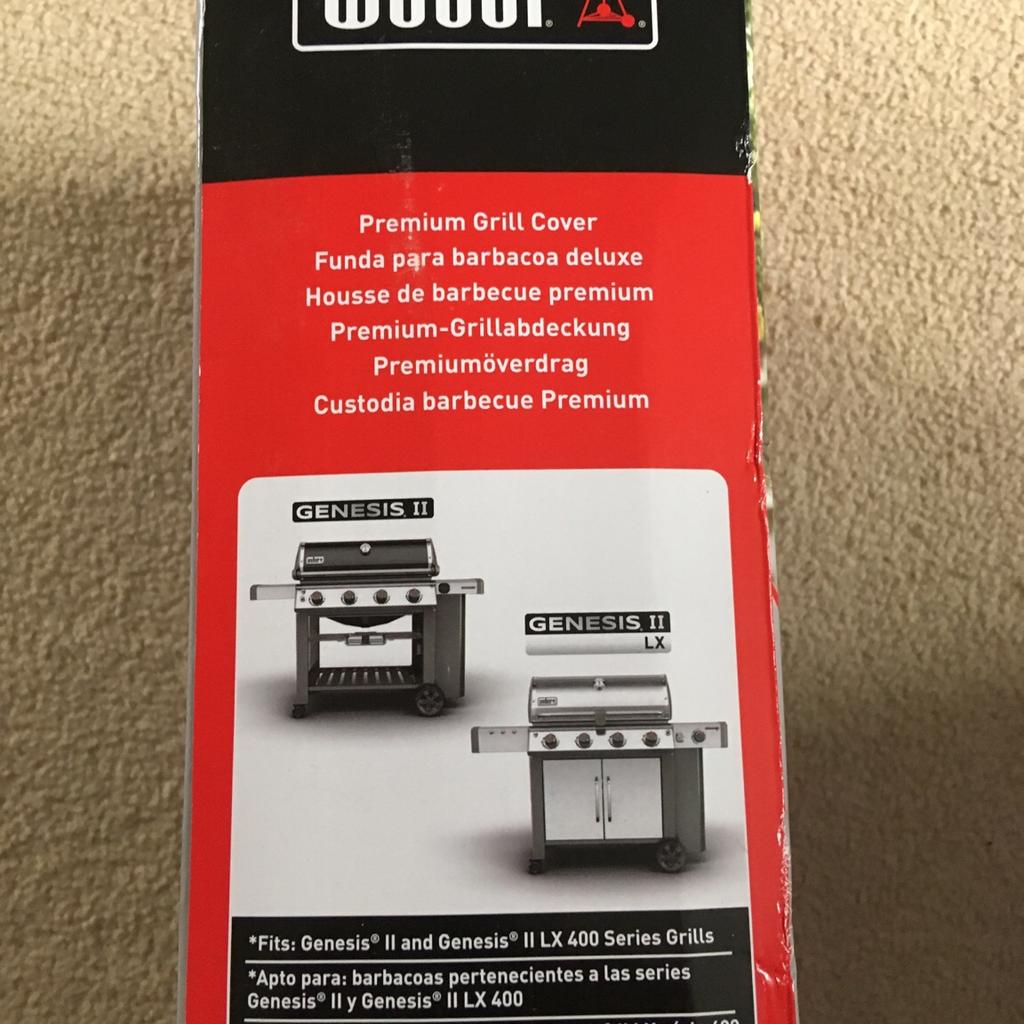 weber
Premium Grill Cover
Funda para barbacoa deluxe
Housse de barbecue premium
Premium-Grillabdeckung
Premiumöverdrag
Custodia barbecue Premium
GENESIS II
GENESIS II
LX
*Fits: Genesis® II and Genesis® II LX 400 Series Grills
*Apto para: barbacoas pertenecientes a las series
Genesis® II y Genesis® II LX 400